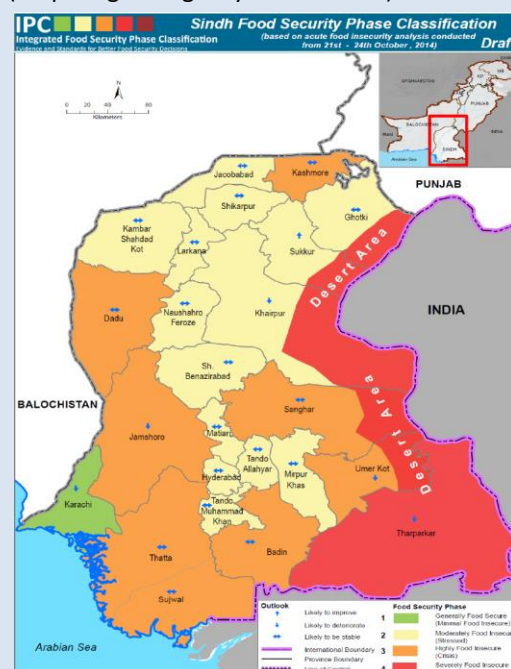 IPC
Integrated Food Security Phase Classification
Evidence and Standards for Better Food Security Decisions
Sindh Food Security Phase Classification
(based on acute food insecurity analysis conducted
from 21st - 24th October , 2014)
Draf
N
0 20 40 80
Kilometers
AFGHANISTAN
KP
PUNJAB
BALOCHISTAN
SINDH
INDIA
Arabian Sea
PUNJAB
Jacobabad
Kashmore
Shikarpur
Ghotki
Kambar
Shahdad
Kot
Larkana
Sukkur
Desert Area
INDIA
Dadu
Naushahro
Feroze
Khairpur
Sh.
Benazirabad
BALOCHISTAN
Sanghar
Desert Area
Jamshoro
Matiari
Tando
Allahyar
Hyderabad
Mirpur
Khas
Umer Kot
Karachi
Tando
Muhammad
Khan
Tharparkar
Thatta
Badin
Sujwal
Arabian Sea
Outlook
Likely to improve
Likely to deteriorate
Likely to be stable
International Boundary
Province Boundary
Food Security Phase
1 Generally Food Secure
(Minimal Food Insecure)
2 Moderately Food Insecu
(Stressed)
3 Highly Food Insecure
(Crisis)
4 Severely Food Insecure